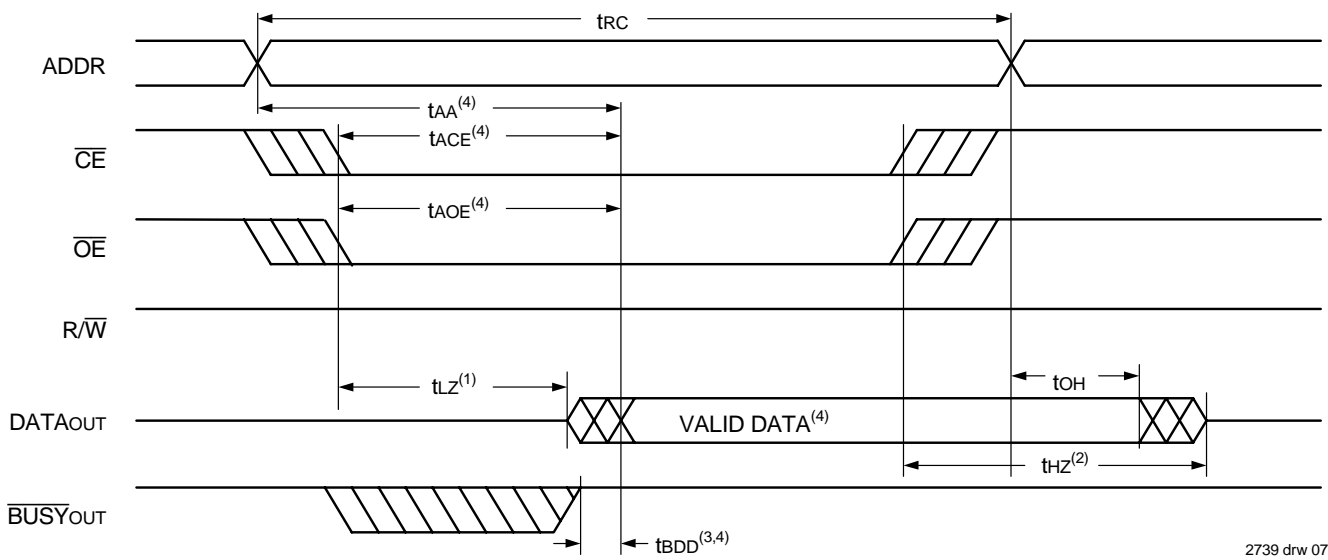 tRC
ADDR
tAA(4)
tACE(4)
CE
tAOE(4)
OE
R/W
tLZ(1)
tOH
DATAOUT
VALID DATA(4)
tHZ(2)
BUSYOUT
tBDD(3,4)
2739 drw 07